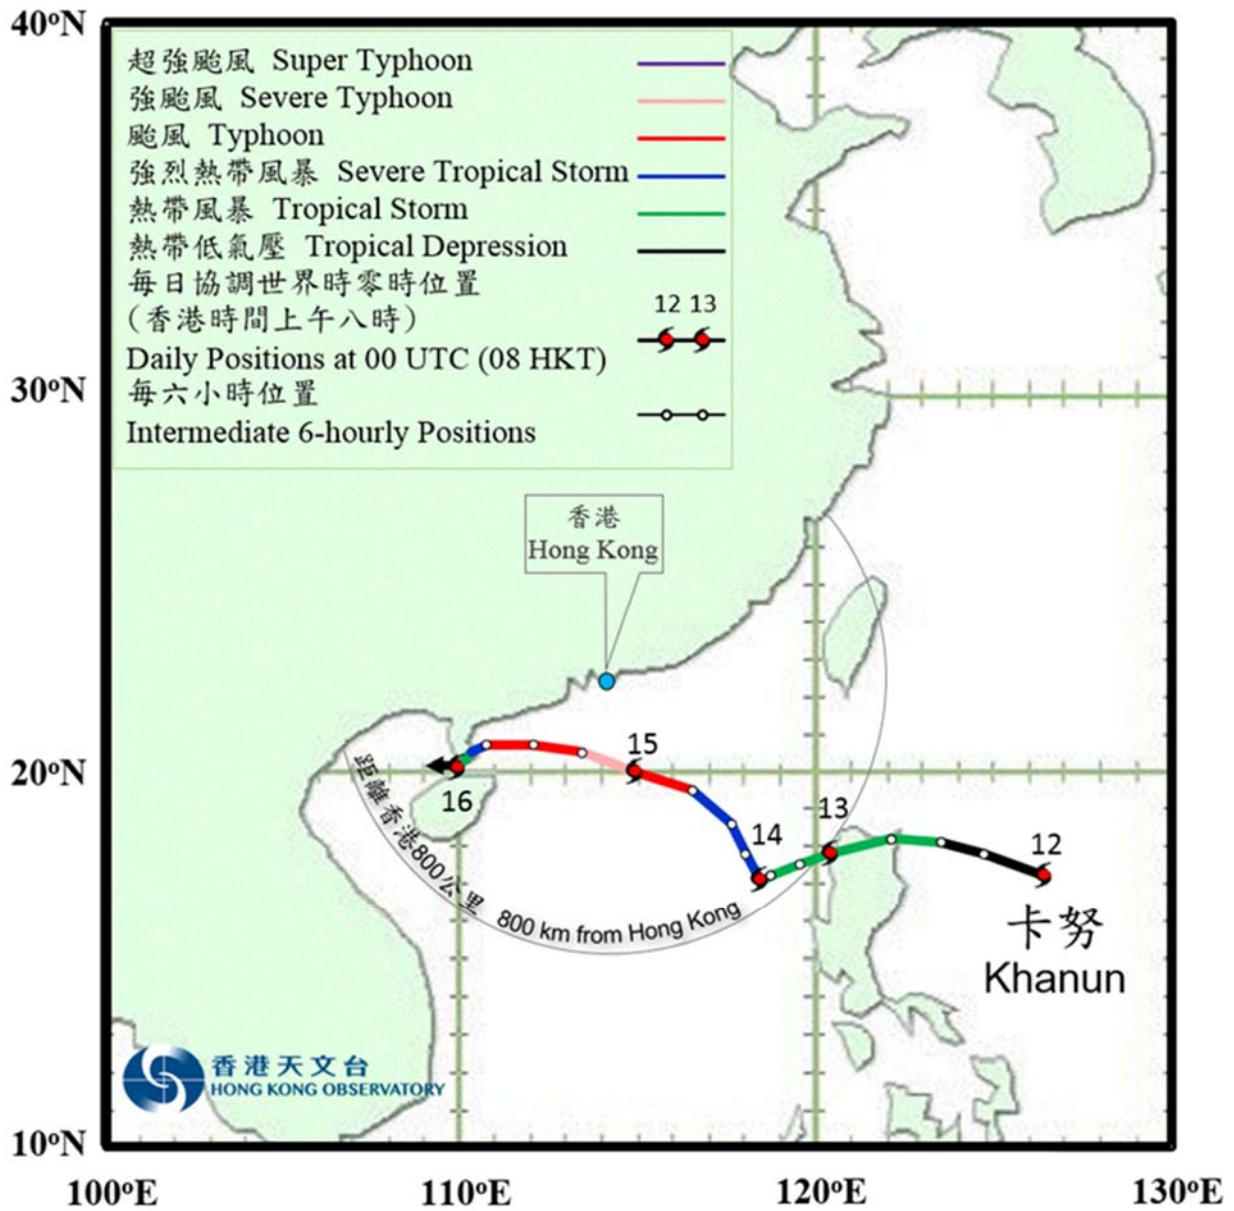 40°N
超強颱風 Super Typhoon
強颱風 Severe Typhoon
颱風 Typhoon
強烈熱帶風暴 Severe Tropical Storm
熱帶風暴 Tropical Storm
熱帶低氣壓 Tropical Depression
每日協調世界時零時位置
(香港時間上午八時)
12 13
Daily Positions at 00 UTC (08 HKT)
每六小時位置
Intermediate 6-hourly Positions
30°N
香港
Hong Kong
20°N
15
16
14
13
12
卡努
Khanun
距離香港800公里 800 km from Hong Kong
香港天文台
HONG KONG OBSERVATORY
10°N
100°E
110°E
120°E
130°E